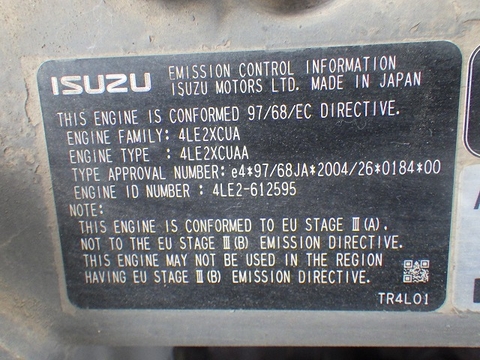 ISUZU
EMISSION CONTROL INFORMATION
ISUZU MOTORS LTD. MADE IN JAPAN
THIS ENGINE IS CONFORMED 97/68/EC DIRECTIVE.
ENGINE FAMILY: 4LE2XCUA
ENGINE TYPE : 4LE2XCUAA
TYPE APPROVAL NUMBER: e4*97/68JA*2004/26*0184*00
ENGINE IDENTIFICATION NUMBER: 4LE2-612595
NOTE:
THIS ENGINE IS CONFORMED TO EU STAGE Ⅲ(A).
NOT TO THE EU STAGE Ⅲ(B) EMISSION DIRECTIVE.
THIS ENGINE MAY NOT BE USED IN THE REGION
HAVING EU STAGE Ⅲ(B) EMISSION DIRECTIVE.
TR4L01